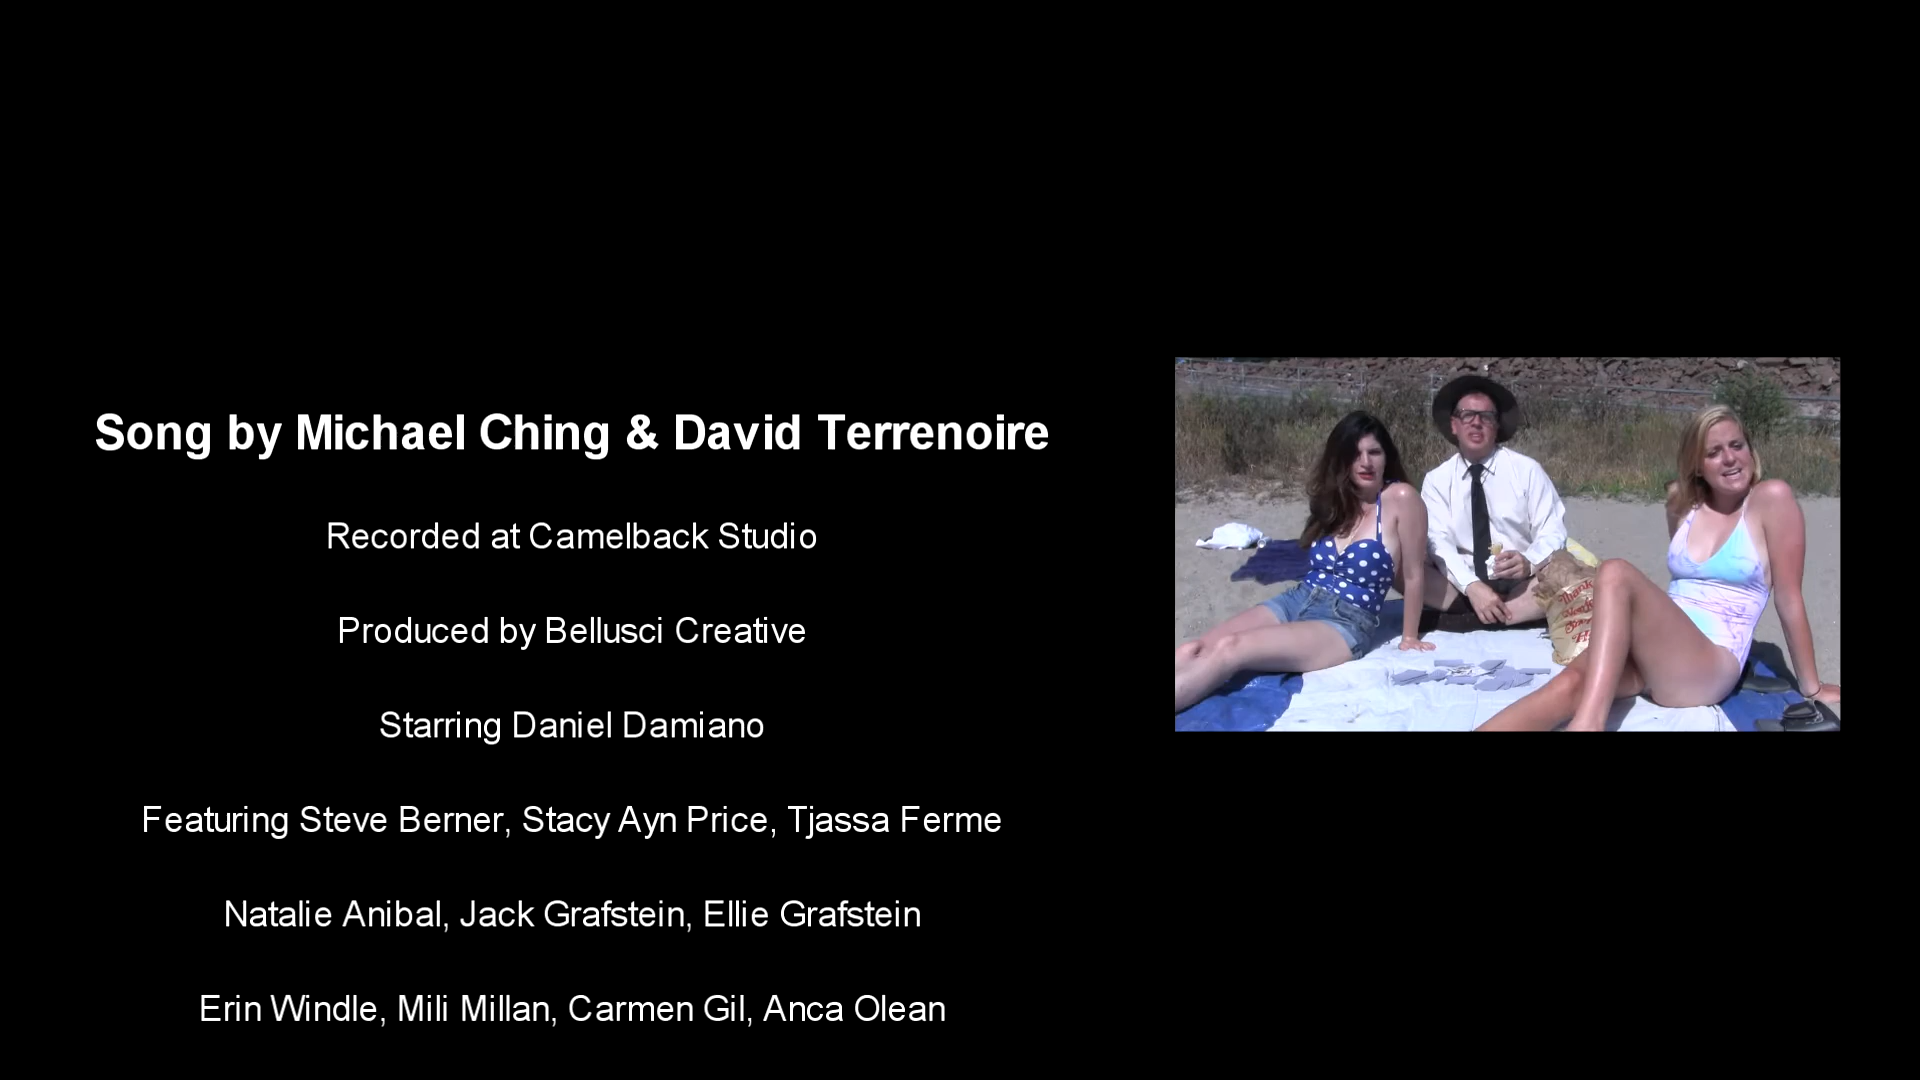 Song by Michael Ching & David Terrenoire
Recorded at Camelback Studio
Produced by Bellusci Creative
Starring Daniel Damiano
Featuring Steve Berner, Stacy Ayn Price, Tjassa Ferme
Natalie Anibal, Jack Grafstein, Ellie Grafstein
Erin Windle, Mili Millan, Carmen Gil, Anca Olean
Thank